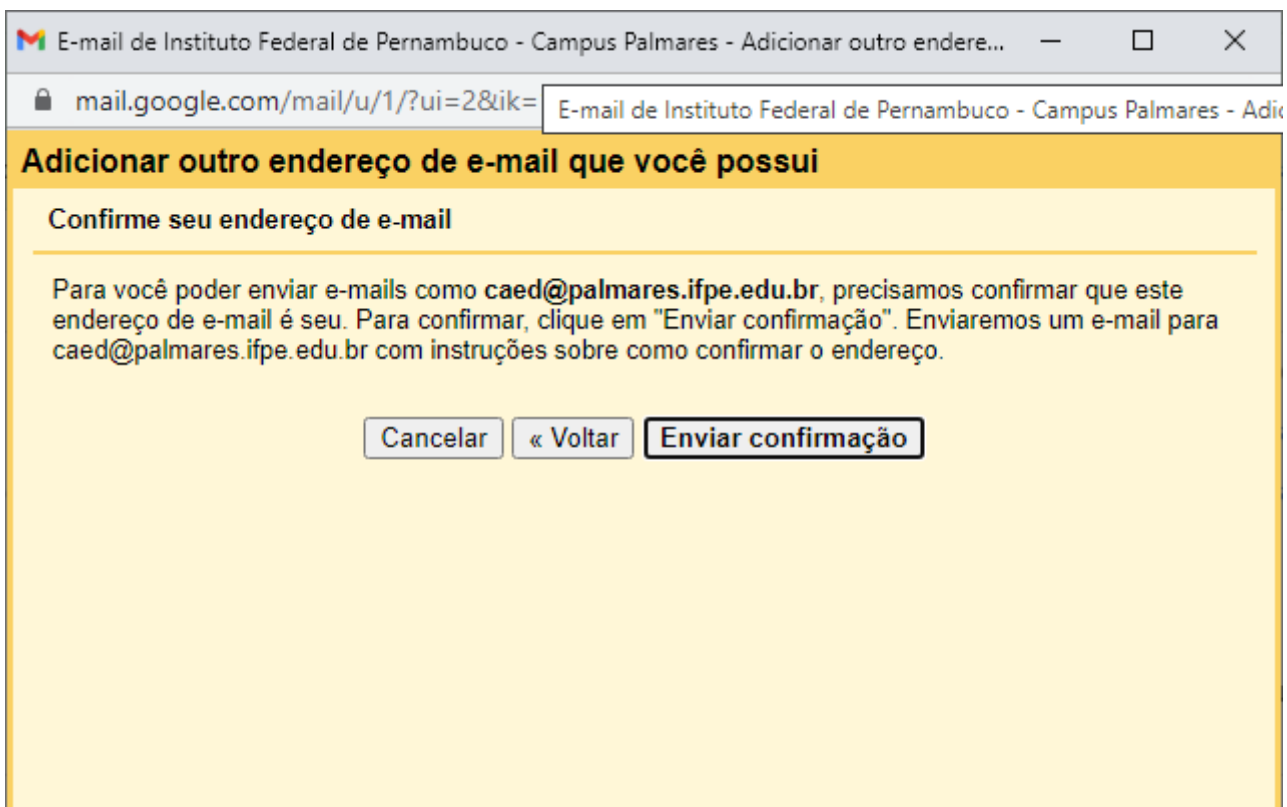 E-mail de Instituto Federal de Pernambuco - Campus Palmares - Adicionar outro endere...
mail.google.com/mail/u/1/?ui=2&ik=
E-mail de Instituto Federal de Pernambuco - Campus Palmares - Adic
Adicionar outro endereço de e-mail que você possui
Confirme seu endereço de e-mail
Para você poder enviar e-mails como caed@palmares.ifpe.edu.br, precisamos confirmar que este
endereço de e-mail é seu. Para confirmar, clique em "Enviar confirmação". Enviaremos um e-mail para
caed@palmares.ifpe.edu.br com instruções sobre como confirmar o endereço.
Cancelar « Voltar Enviar confirmação